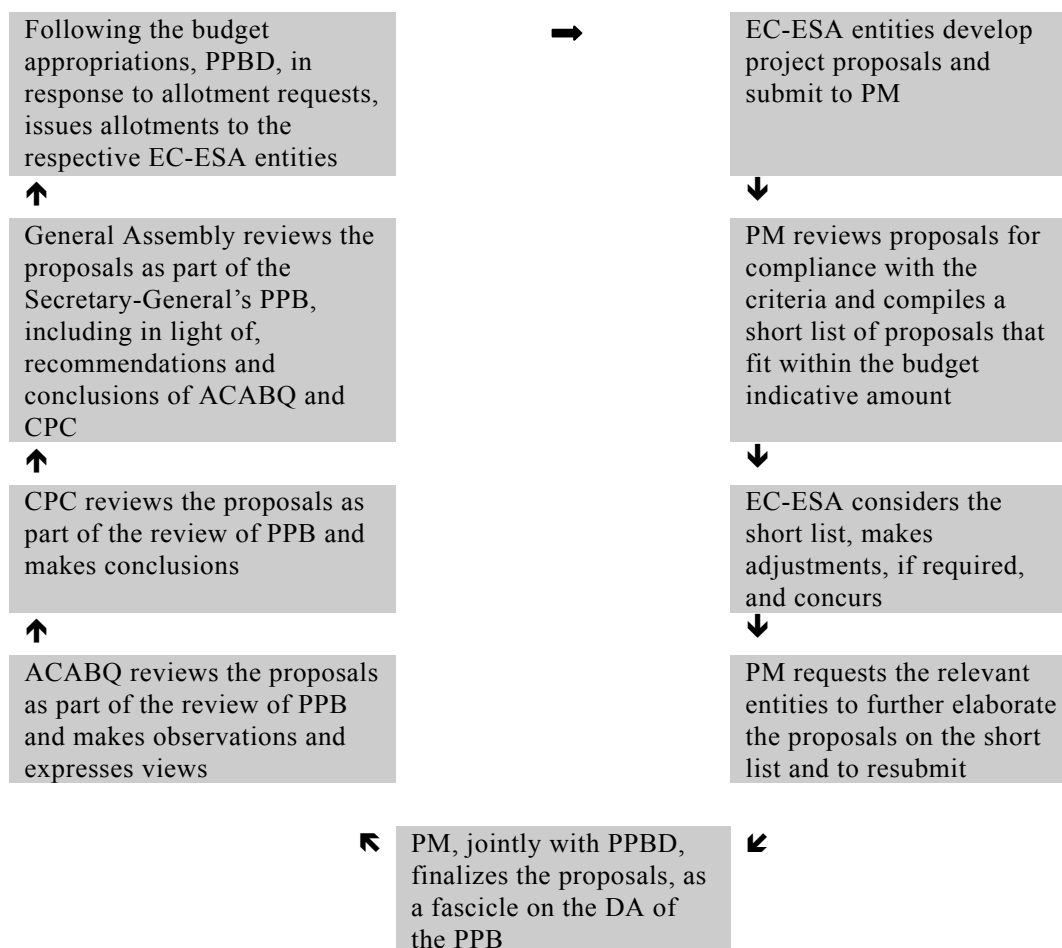 Following the budget
appropriations, PPBD, in
response to allotment requests,
issues allotments to the
respective EC-ESA entities
EC-ESA entities develop
project proposals and
submit to PM
General Assembly reviews the
proposals as part of the
Secretary-General’s PPB,
including in light of,
recommendations and
conclusions of ACABQ and
CPC
PM reviews proposals for
compliance with the
criteria and compiles a
short list of proposals that
fit within the budget
indicative amount
CPC reviews the proposals as
part of the review of PPB and
makes conclusions
EC-ESA considers the
short list, makes
adjustments, if required,
and concurs
ACABQ reviews the proposals
as part of the review of PPB
and makes observations and
expresses views
PM requests the relevant
entities to further elaborate
the proposals on the short
list and to resubmit
PM, jointly with PPBD,
finalizes the proposals, as
a fascicle on the DA of
the PPB